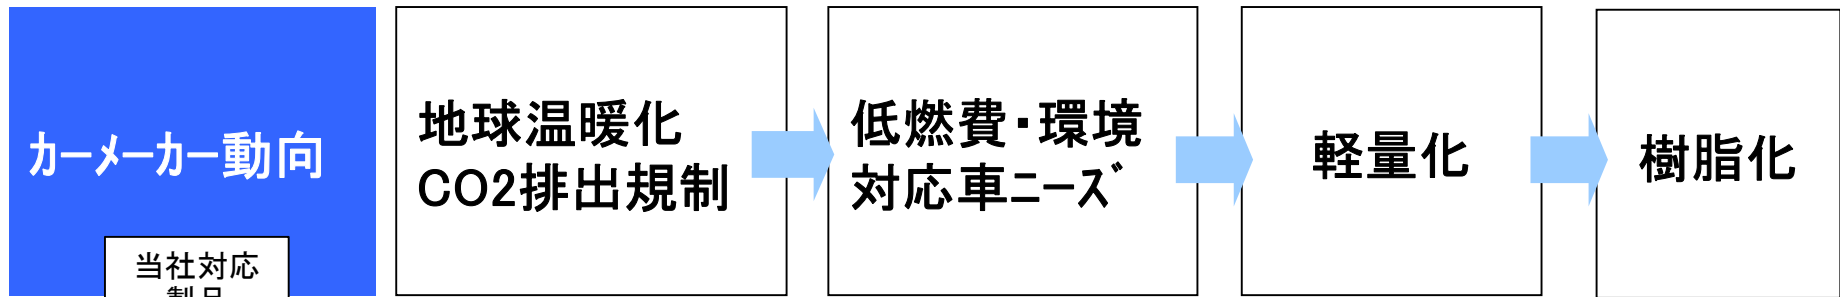 ｶｰﾒｰｶｰ動向
当社対応
製品
地球温暖化
CO2排出規制
低燃費・環境
対応車ﾆｰｽﾞ
軽量化
樹脂化